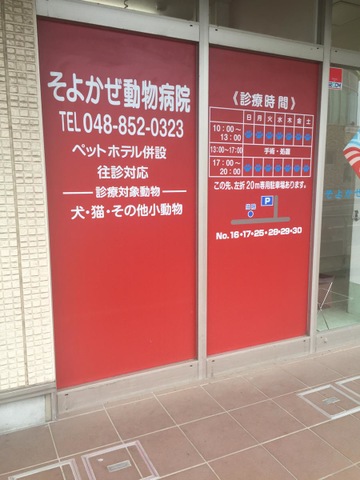 そよかぜ動物病院
TEL 048-852-0323
ペットホテル併設
往診対応
診療対象動物
犬・猫・その他小動物
《診療時間》
日 月 火 水 木 金 土
10:00〜13:00
13:00〜17:00 手術・処置
17:00〜20:00
この先、左折20m専用駐車場あります。
P
No.16・17・25・28・29・30